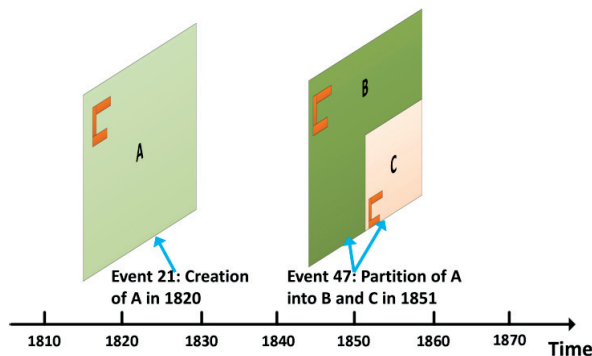 A
B
C
Event 21: Creation
of A in 1820
Event 47: Partition of A
into B and C in 1851
1810 1820 1830 1840 1850 1860 1870
Time